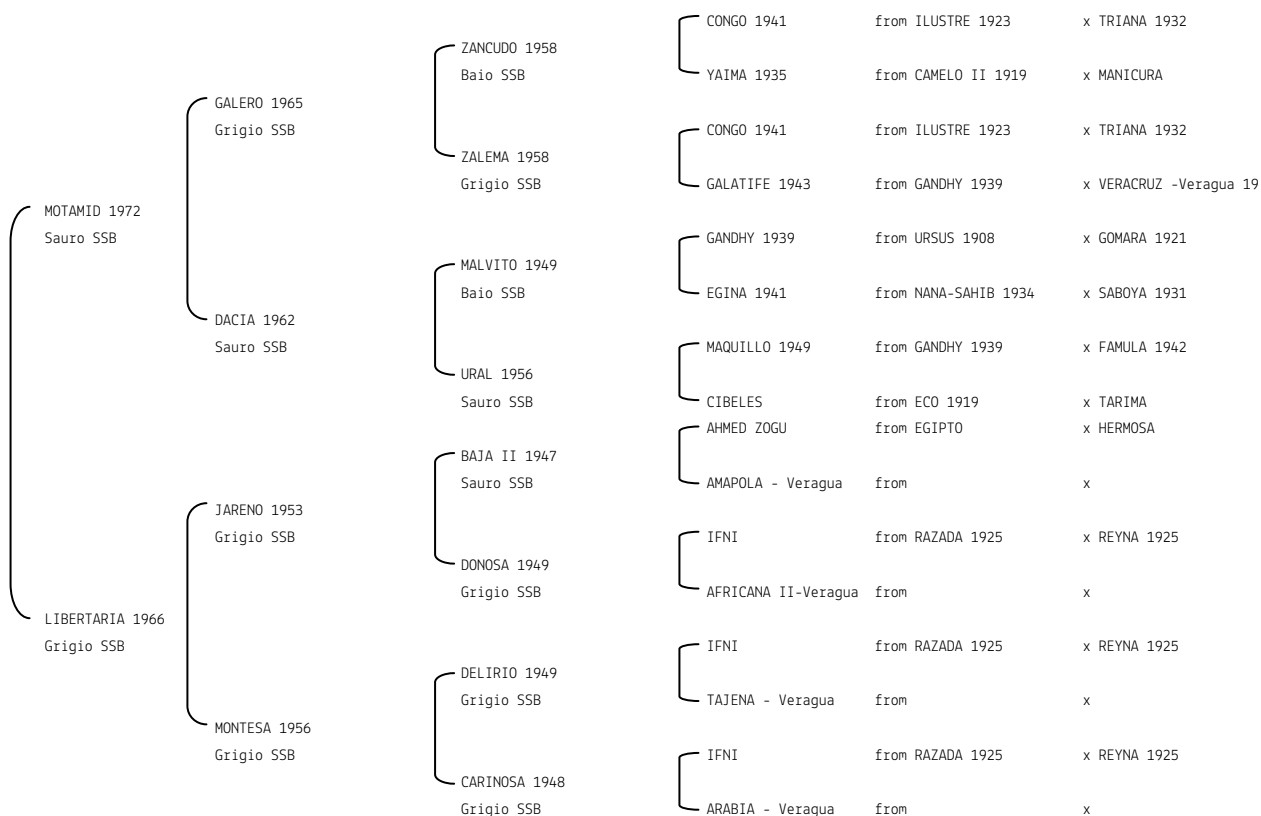 CONGO 1941 from ILUSTRE 1923 x TRIANA 1932
ZANCUDO 1958
Baio SSB YAIMA 1935 from CAMELO II 1919 x MANICURA
GALERO 1965
Grigio SSB CONGO 1941 from ILUSTRE 1923 x TRIANA 1932
ZALEMA 1958
Grigio SSB GALATIFE 1943 from GANDHY 1939 x VERACRUZ -Veragua 19
MOTAMID 1972
Sauro SSB GANDHY 1939 from URSUS 1908 x GOMARA 1921
MALVITO 1949
Baio SSB EGINA 1941 from NANA-SAHIB 1934 x SABOYA 1931
DACIA 1962
Sauro SSB MAQUILLO 1949 from GANDHY 1939 x FAMULA 1942
URAL 1956
Sauro SSB CIBELES from ECO 1919 x TARIMA
AHMED ZOGU from EGIPTO x HERMOSA
BAJA II 1947
Sauro SSB AMAPOLA - Veragua from x
JARENO 1953
Grigio SSB IFNI from RAZADA 1925 x REYNA 1925
DONOSA 1949
Grigio SSB AFRICANA II-Veragua from x
LIBERTARIA 1966
Grigio SSB IFNI from RAZADA 1925 x REYNA 1925
DELIRIO 1949
Grigio SSB TAJENA - Veragua from x
MONTESA 1956
Grigio SSB IFNI from RAZADA 1925 x REYNA 1925
CARINOSA 1948
Grigio SSB ARABIA - Veragua from x